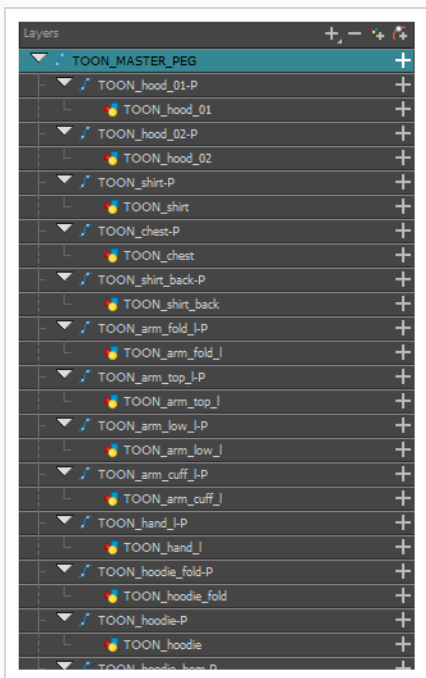 Layers
TOON_MASTER_PEG
TOON_hood_01-P
TOON_hood_01
TOON_hood_02-P
TOON_hood_02
TOON_shirt-P
TOON_shirt
TOON_chest-P
TOON_chest
TOON_shirt_back-P
TOON_shirt_back
TOON_arm_fold_l-P
TOON_arm_fold_l
TOON_arm_top_l-P
TOON_arm_top_l
TOON_arm_low_l-P
TOON_arm_low_l
TOON_arm_cuff_l-P
TOON_arm_cuff_l
TOON_hand_l-P
TOON_hand_l
TOON_hoodie_fold-P
TOON_hoodie_fold
TOON_hoodie-P
TOON_hoodie
TOON_hoodie_hem-P